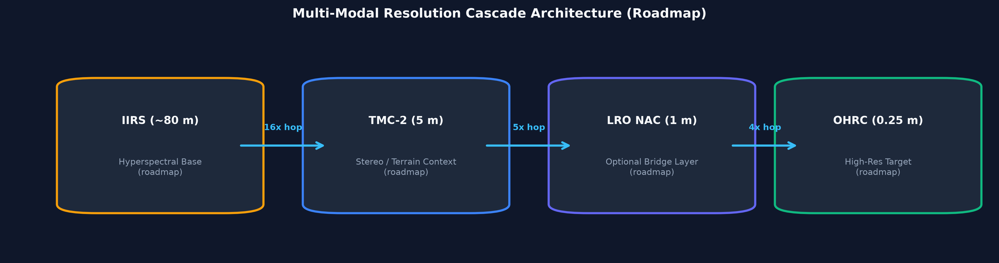 Multi-Modal Resolution Cascade Architecture (Roadmap)
IIRS (~80 m)
Hyperspectral Base
(roadmap)
16x hop
TMC-2 (5 m)
Stereo / Terrain Context
(roadmap)
5x hop
LRO NAC (1 m)
Optional Bridge Layer
(roadmap)
4x hop
OHRC (0.25 m)
High-Res Target
(roadmap)